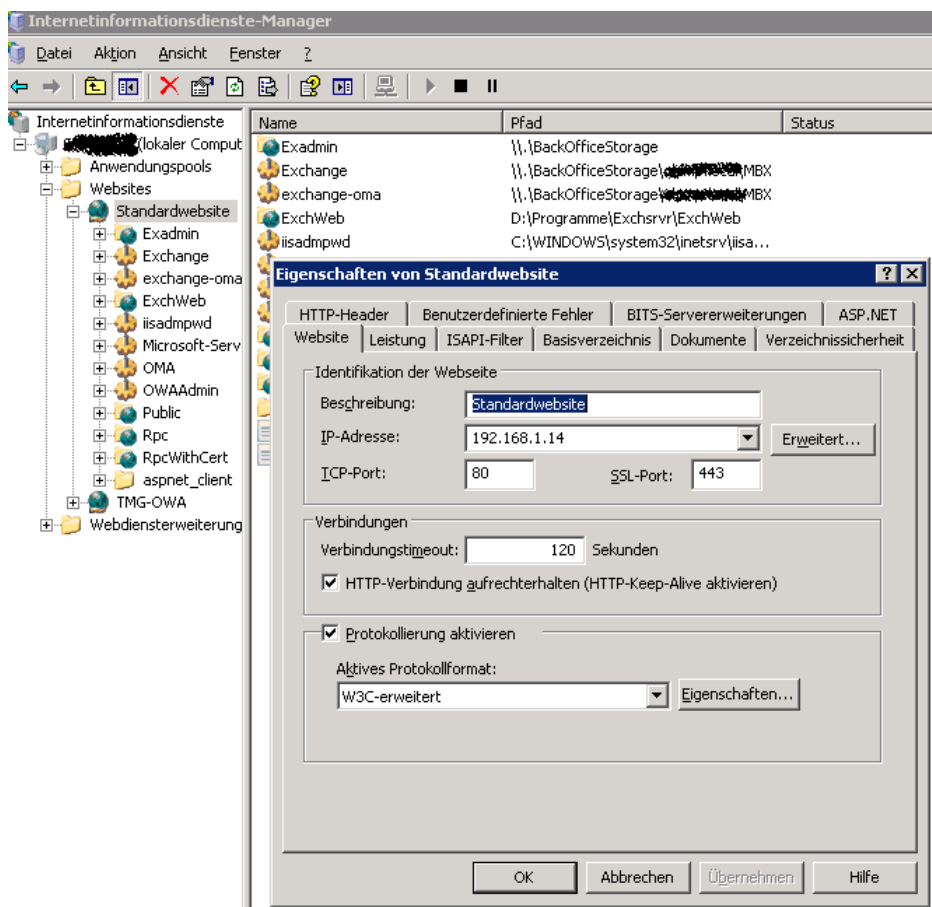 Internetinformationsdienste-Manager
Datei Aktion Ansicht Fenster ?
Internetinformationsdienste
(lokaler Comput
Anwendungspools
Websites
Standardwebsite
Exadmin
Exchange
exchange-oma
ExchWeb
iisadmpwd
Microsoft-Serv
OMA
OWAAdmin
Public
Rpc
RpcWithCert
aspnet_client
TMG-OWA
Webdiensterweiterung
Name Pfad Status
Exadmin \\.\BackOfficeStorage
Exchange \\.\BackOfficeStorage\ MBX
exchange-oma \\.\BackOfficeStorage\ MBX
ExchWeb D:\Programme\Exchsrvr\ExchWeb
iisadmpwd C:\WINDOWS\system32\inetsrv\iisa...
Eigenschaften von Standardwebsite ? X
HTTP-Header Benutzerdefinierte Fehler BITS-Servererweiterungen ASP.NET
Website Leistung ISAPI-Filter Basisverzeichnis Dokumente Verzeichnissicherheit
Identifikation der Webseite
Beschreibung: Standardwebsite
IP-Adresse: 192.168.1.14 Erweitert...
TCP-Port: 80 SSL-Port: 443
Verbindungen
Verbindungstimeout: 120 Sekunden
HTTP-Verbindung aufrechterhalten (HTTP-Keep-Alive aktivieren)
Protokollierung aktivieren
Aktives Protokollformat:
W3C-erweitert Eigenschaften...
OK Abbrechen Übernehmen Hilfe